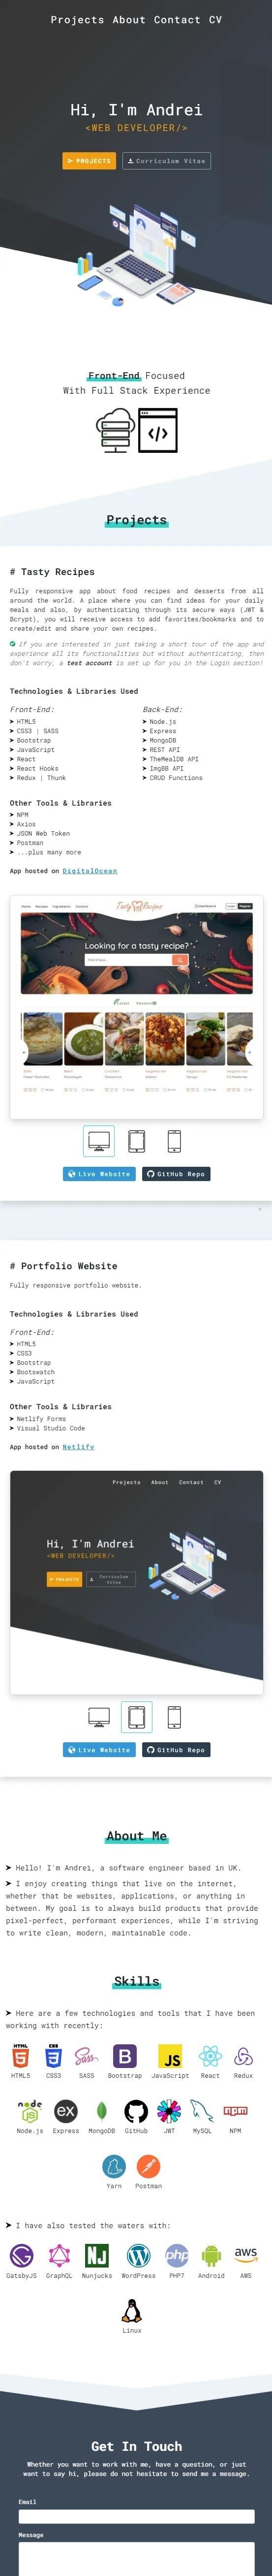 Projects About Contact CV
Hi, I'm Andrei
<WEB DEVELOPER/>
PROJECTS
Curriculum Vitae
Front-End Focused
With Full Stack Experience
Projects
# Tasty Recipes
Fully responsive app about food recipes and desserts from all
around the world. A place where you can find ideas for your daily
meals and also, by authenticating through its secure ways (JWT &
Bcrypt), you will receive access to add favorites/bookmarks and to
create/edit and share your own recipes.
if you are interested in just taking a short tour of the app and
experience all its functionalities but without authenticating, then
don't worry, a test account is set up for you in the Login section!
Technologies & Libraries Used
Front-End:
HTML5
CSS3 | SASS
Bootstrap
JavaScript
React
React Hooks
Redux | Thunk
Back-End:
Node.js
Express
MongoDB
REST API
TheMealDB API
ImgBB API
CRUD Functions
Other Tools & Libraries
NPM
Axios
JSON Web Token
Postman
...plus many more
App hosted on DigitalOcean
Tasty Recipes
Looking for a tasty recipe?
Live Website
GitHub Repo
# Portfolio Website
Fully responsive portfolio website.
Technologies & Libraries Used
Front-End:
HTML5
CSS3
Bootstrap
Bootswatch
JavaScript
Other Tools & Libraries
Netlify Forms
Visual Studio Code
App hosted on Netlify
Projects About Contact CV
Hi, I'm Andrei
<WEB DEVELOPER/>
PROJECTS
Curriculum
Vitae
Live Website
GitHub Repo
About Me
Hello! I'm Andrei, a software engineer based in UK.
I enjoy creating things that live on the internet,
whether that be websites, applications, or anything in
between. My goal is to always build products that provide
pixel-perfect, performant experiences, while I'm striving
to write clean, modern, maintainable code.
Skills
Here are a few technologies and tools that I have been
working with recently:
HTML5 CSS3 SASS Bootstrap JavaScript React Redux
Node.js Express MongoDB GitHub JWT MySQL NPM
Yarn Postman
I have also tested the waters with:
GatsbyJS GraphQL Nunjucks WordPress PHP7 Android AWS
Linux
Get In Touch
Whether you want to work with me, have a question, or just
want to say hi, please do not hesitate to send me a message.
Email
Message